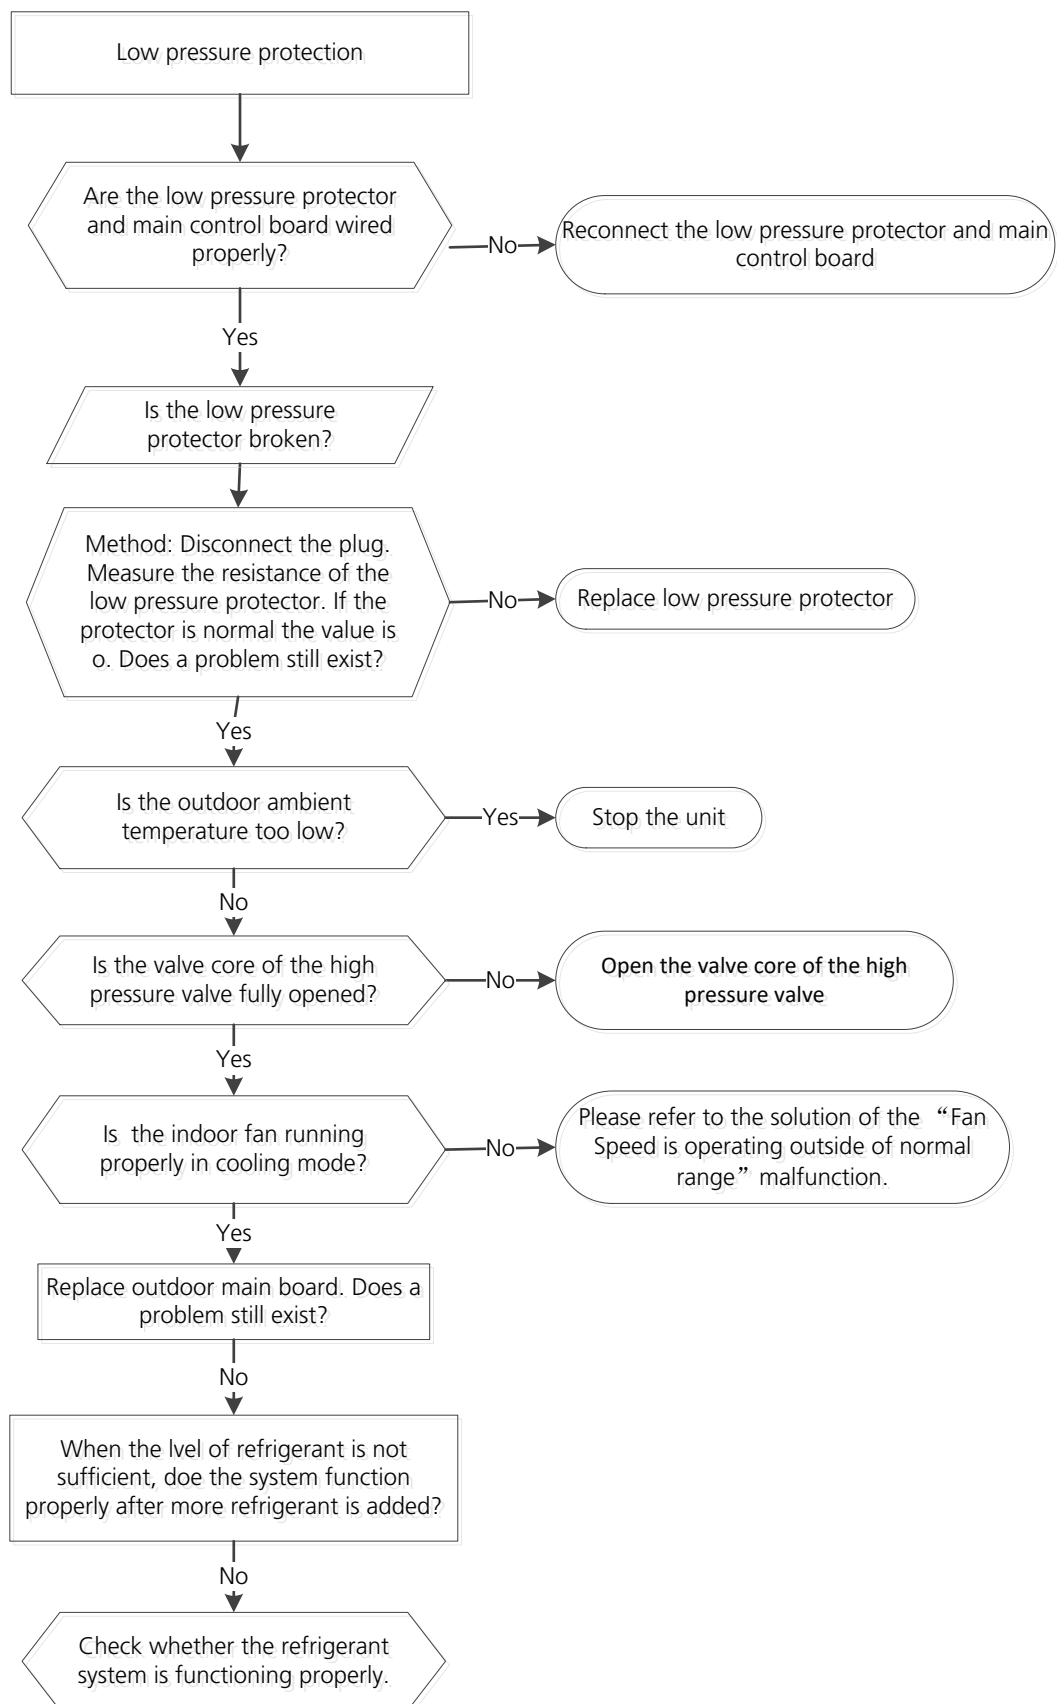 Low pressure protection
Are the low pressure protector
and main control board wired
properly?
No
Reconnect the low pressure protector and main
control board
Yes
Is the low pressure
protector broken?
Method: Disconnect the plug.
Measure the resistance of the
low pressure protector. If the
protector is normal the value is
o. Does a problem still exist?
No
Replace low pressure protector
Yes
Is the outdoor ambient
temperature too low?
Yes
Stop the unit
No
Is the valve core of the high
pressure valve fully opened?
No
Open the valve core of the high
pressure valve
Yes
Is  the indoor fan running
properly in cooling mode?
No
Please refer to the solution of the “Fan
Speed is operating outside of normal
range” malfunction.
Yes
Replace outdoor main board. Does a
problem still exist?
No
When the lvel of refrigerant is not
sufficient, doe the system function
properly after more refrigerant is added?
No
Check whether the refrigerant
system is functioning properly.